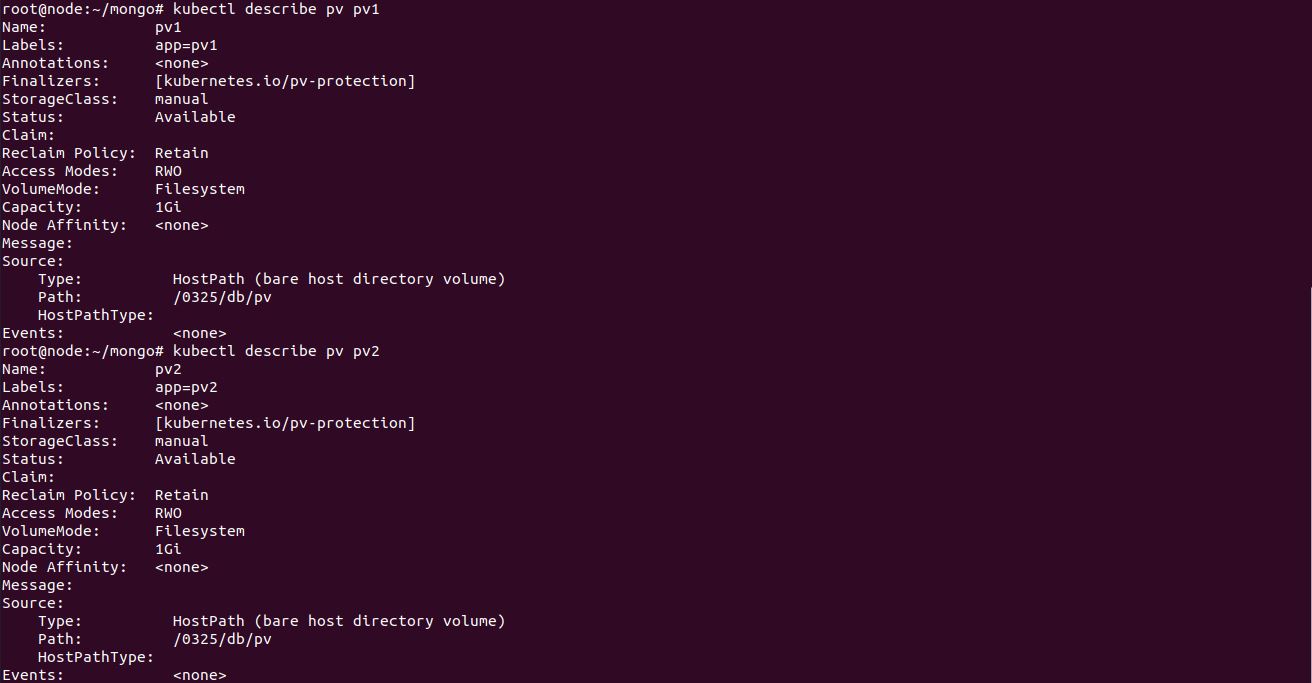 root@node:~/mongo# kubectl describe pv pv1
Name:            pv1
Labels:          app=pv1
Annotations:     <none>
Finalizers:      [kubernetes.io/pv-protection]
StorageClass:    manual
Status:          Available
Claim:
Reclaim Policy:  Retain
Access Modes:    RWO
VolumeMode:      Filesystem
Capacity:        1Gi
Node Affinity:   <none>
Message:
Source:
    Type:          HostPath (bare host directory volume)
    Path:          /0325/db/pv
    HostPathType:
Events:            <none>
root@node:~/mongo# kubectl describe pv pv2
Name:            pv2
Labels:          app=pv2
Annotations:     <none>
Finalizers:      [kubernetes.io/pv-protection]
StorageClass:    manual
Status:          Available
Claim:
Reclaim Policy:  Retain
Access Modes:    RWO
VolumeMode:      Filesystem
Capacity:        1Gi
Node Affinity:   <none>
Message:
Source:
    Type:          HostPath (bare host directory volume)
    Path:          /0325/db/pv
    HostPathType:
Events:            <none>